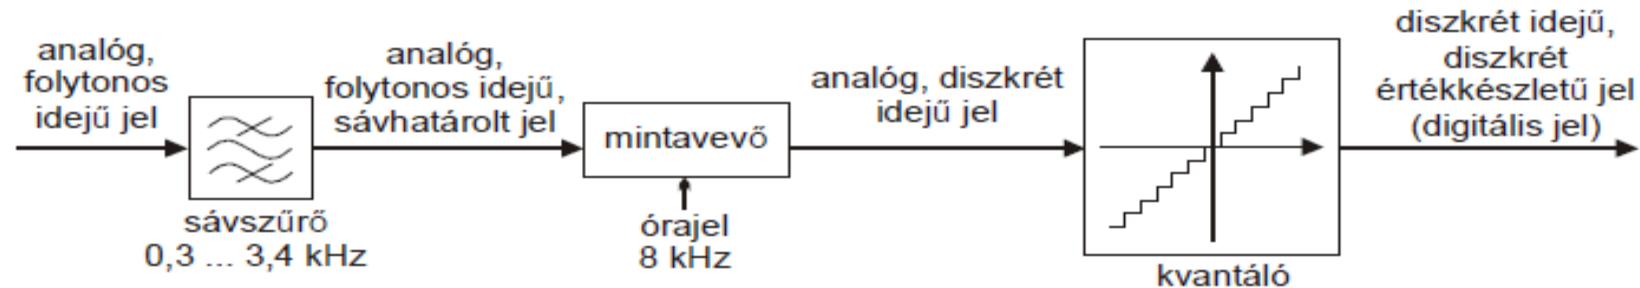 analóg,
folytonos
idejű jel
sávszűrő
0,3 ... 3,4 kHz
analóg,
folytonos idejű,
sávhatárolt jel
mintavevő
órajel
8 kHz
analóg, diszkrét
idejű jel
kvantáló
diszkrét idejű,
diszkrét
értékkészletű jel
(digitális jel)